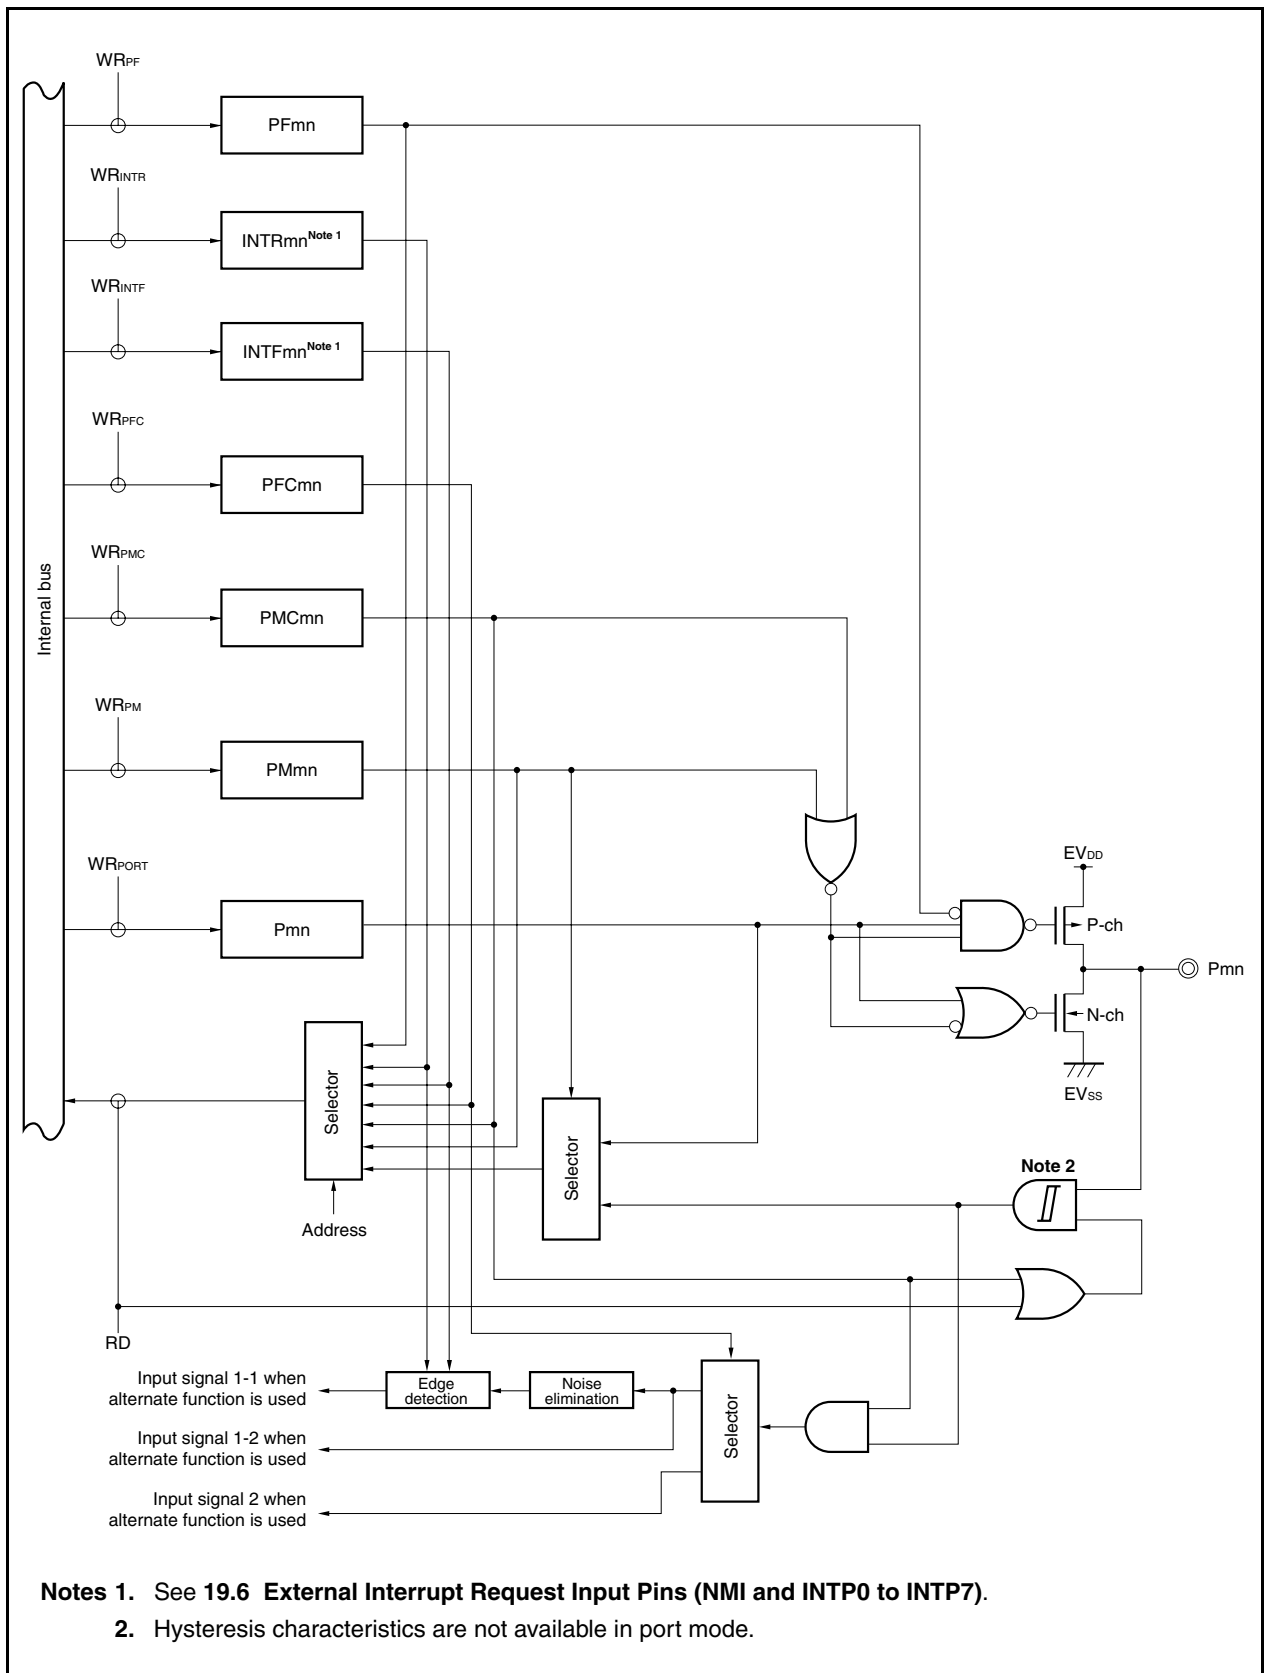 WRPF
PFmn
WRINTR
INTRmn Note 1
WRINTF
INTFmn Note 1
WRPFC
PFCmn
WRPMC
PMCmn
Internal bus
WRPM
PMmn
WRPORT
Pmn
EVDD
P-ch
Pmn
N-ch
EVSS
Selector
Address
Selector
Note 2
RD
Input signal 1-1 when
alternate function is used
Edge
detection
Noise
elimination
Selector
Input signal 1-2 when
alternate function is used
Input signal 2 when
alternate function is used
Notes 1. See 19.6 External Interrupt Request Input Pins (NMI and INTP0 to INTP7).
2. Hysteresis characteristics are not available in port mode.